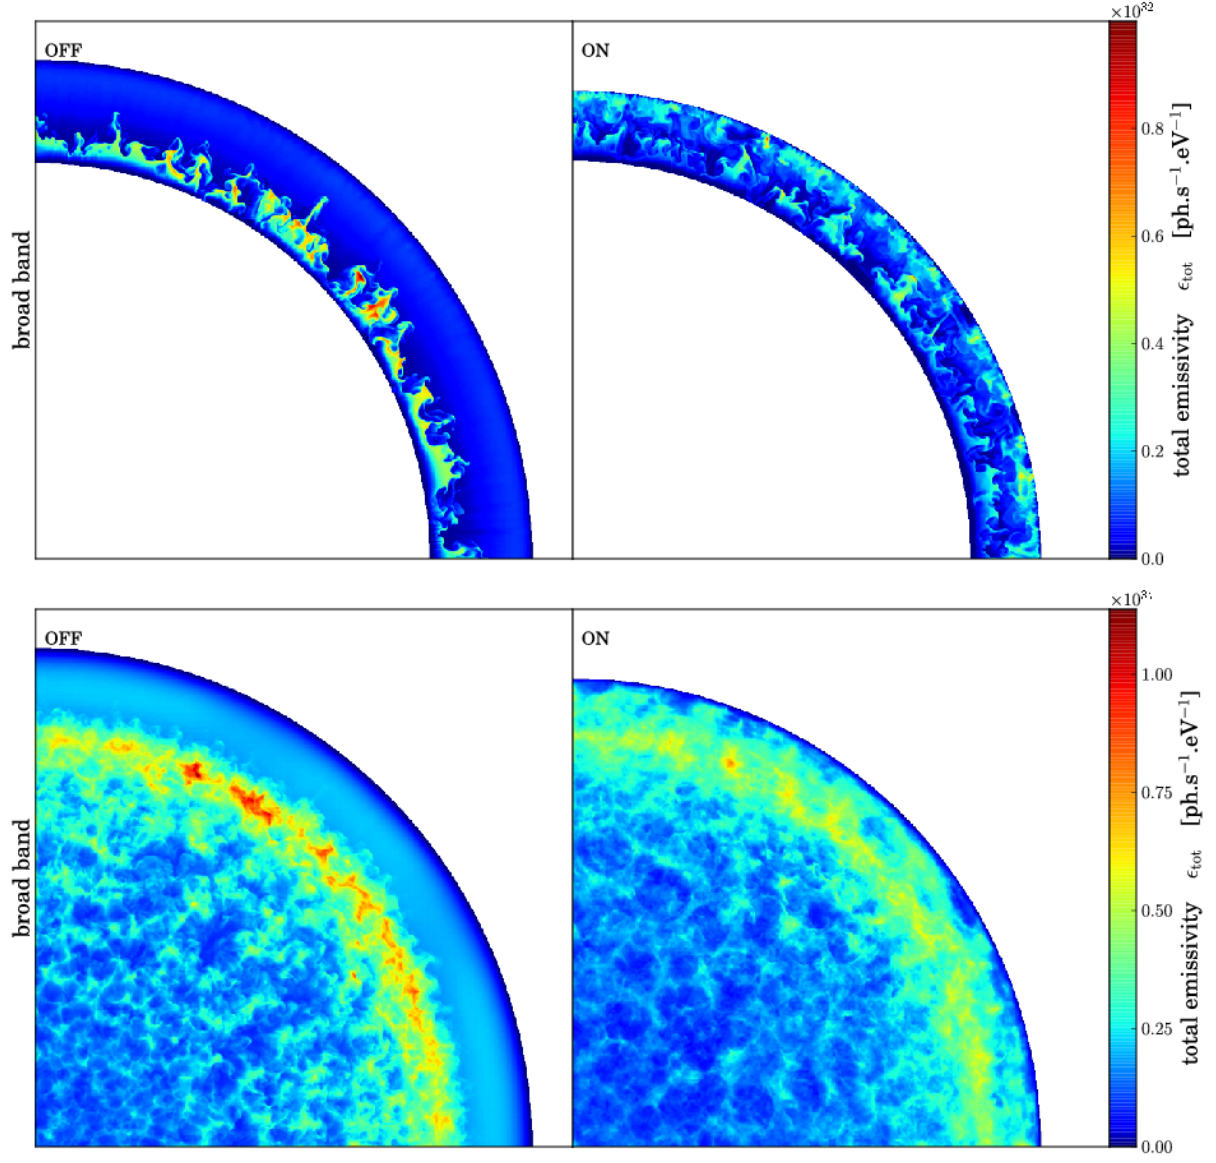 ×10³²
OFF
ON
broad band
0.8
0.6
0.4
0.2
0.0
total emissivity ϵtot [ph.s⁻¹.eV⁻¹]
OFF
ON
broad band
1.00
0.75
0.50
0.25
0.00
total emissivity ϵtot [ph.s⁻¹.eV⁻¹]